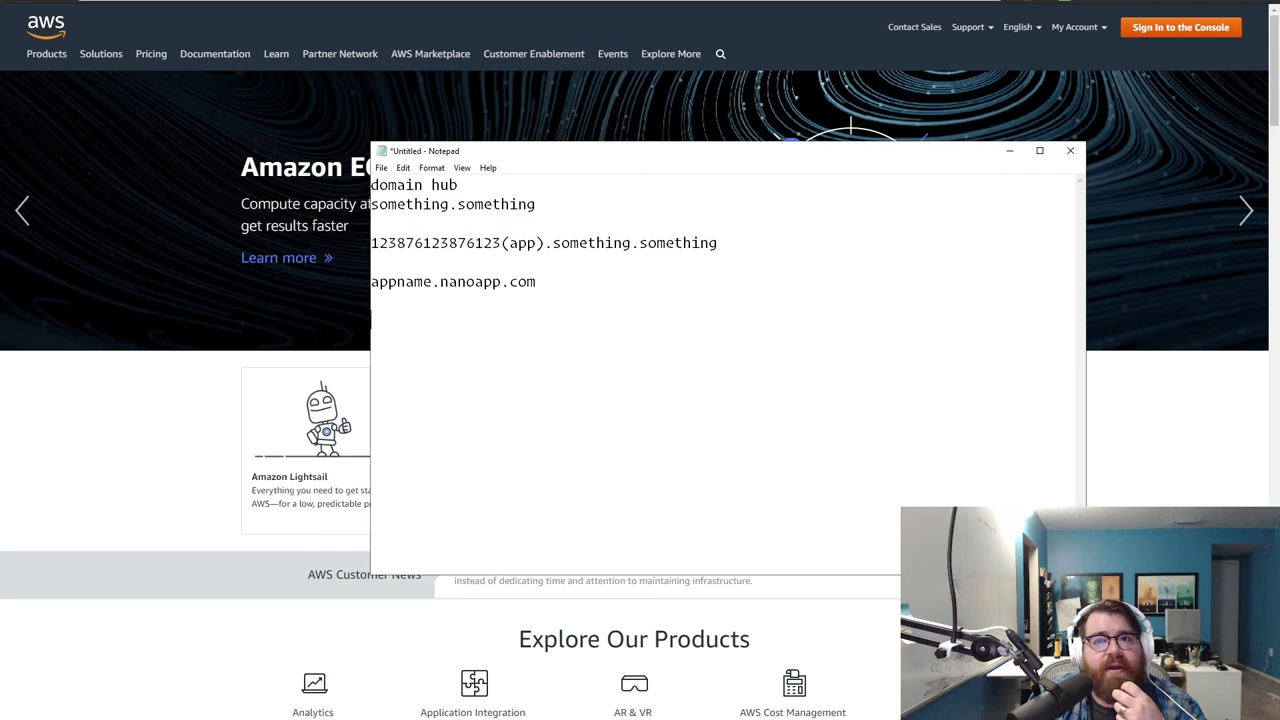 aws
Contact Sales Support English My Account Sign In to the Console
Products Solutions Pricing Documentation Learn Partner Network AWS Marketplace Customer Enablement Events Explore More
Amazon
Compute capacity
get results faster
Learn more »
*Untitled - Notepad
File Edit Format View Help
domain hub
something.something
123876123876123(app).something.something
appname.nanoapp.com
Amazon Lightsail
Everything you need to get
AWS—for a low, predictable
AWS Customer News
instead of dedicating time and attention to maintaining infrastructure.
Explore Our Products
Analytics
Application Integration
AR & VR
AWS Cost Management